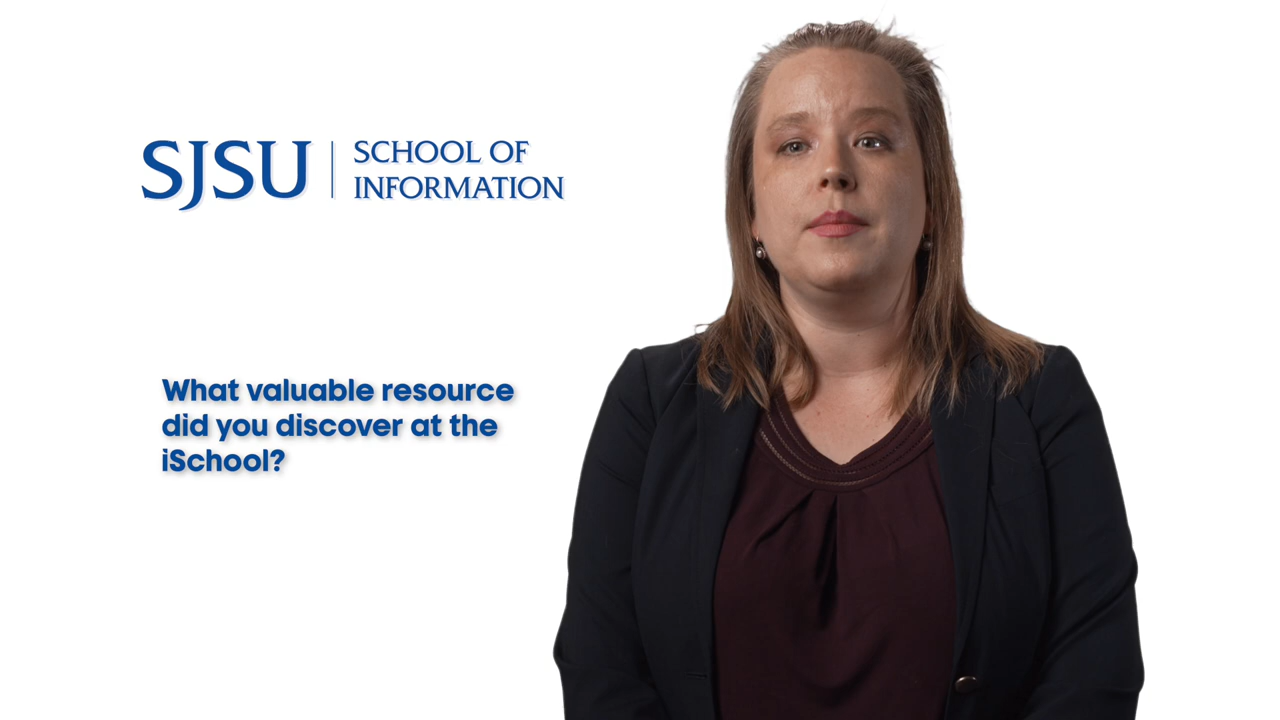 SJSU | SCHOOL OF
INFORMATION
What valuable resource
did you discover at the
iSchool?